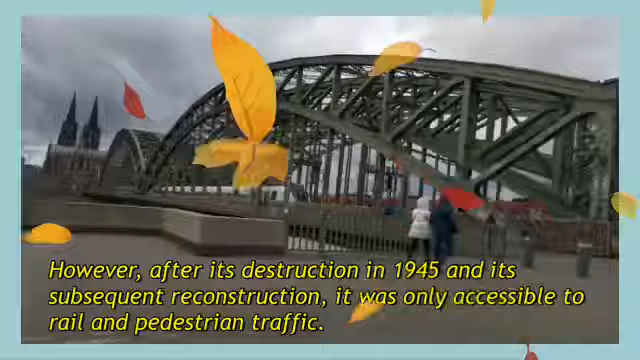 However, after its destruction in 1945 and its
subsequent reconstruction, it was only accessible to
rail and pedestrian traffic.